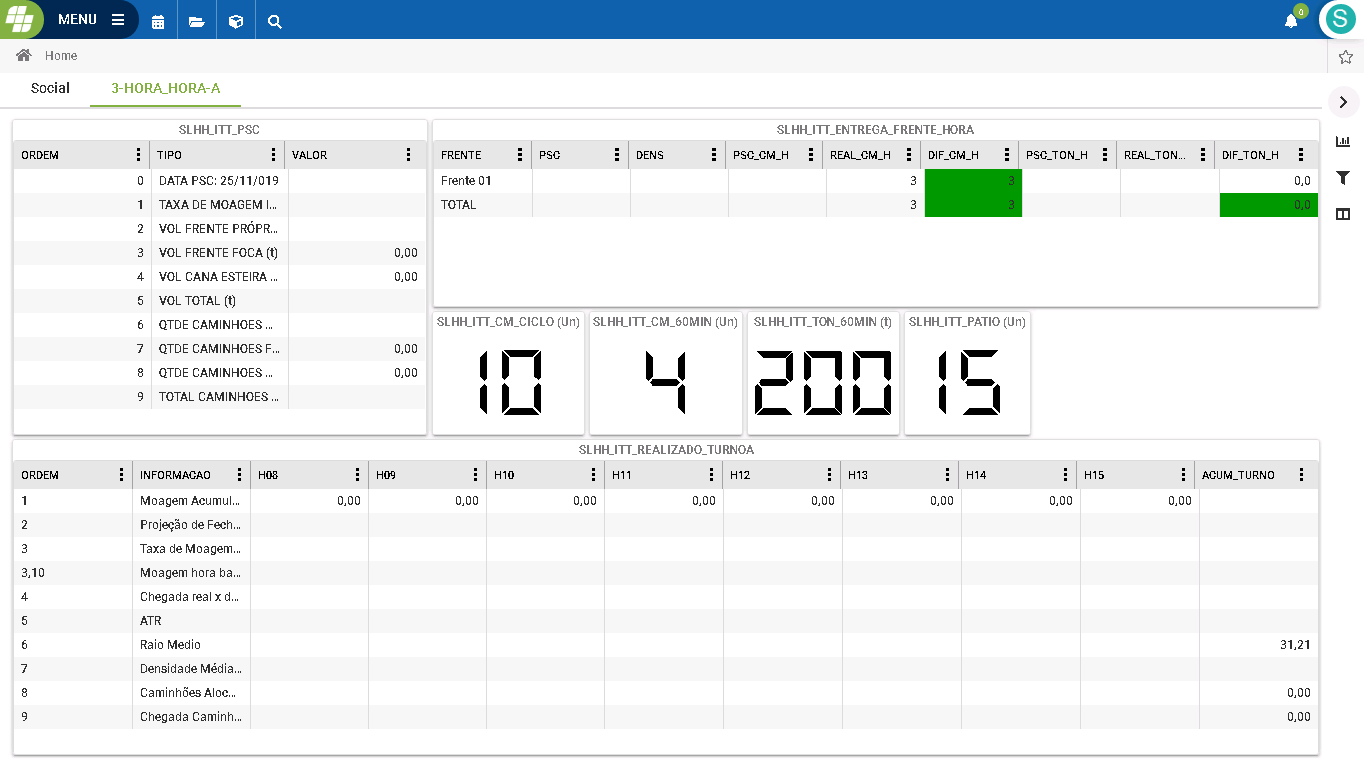 MENU
0
S
Home
Social 3-HORA_HORA-A
SLHH_ITT_PSC
ORDEM TIPO VALOR
0 DATA PSC: 25/11/019
1 TAXA DE MOAGEM I...
2 VOL FRENTE PRÓPR...
3 VOL FRENTE FOCA (t) 0,00
4 VOL CANA ESTEIRA ... 0,00
5 VOL TOTAL (t)
6 QTDE CAMINHOES ...
7 QTDE CAMINHOES F... 0,00
8 QTDE CAMINHOES ... 0,00
9 TOTAL CAMINHOES ...
SLHH_ITT_ENTREGA_FRENTE_HORA
FRENTE PSC DENS PSC_CM_H REAL_CM_H DIF_CM_H PSC_TON_H REAL_TON... DIF_TON_H
Frente 01 3 3 0,0
TOTAL 3 3 0,0
SLHH_ITT_CM_CICLO (Un)
10
SLHH_ITT_CM_60MIN (Un)
4
SLHH_ITT_TON_60MIN (t)
200
SLHH_ITT_PATIO (Un)
15
SLHH_ITT_REALIZADO_TURNOA
ORDEM INFORMACAO H08 H09 H10 H11 H12 H13 H14 H15 ACUM_TURNO
1 Moagem Acumul... 0,00 0,00 0,00 0,00 0,00 0,00 0,00 0,00
2 Projeção de Fech...
3 Taxa de Moagem...
3,10 Moagem hora ba...
4 Chegada real x d...
5 ATR
6 Raio Medio 31,21
7 Densidade Média...
8 Caminhões Aloc... 0,00
9 Chegada Caminh... 0,00